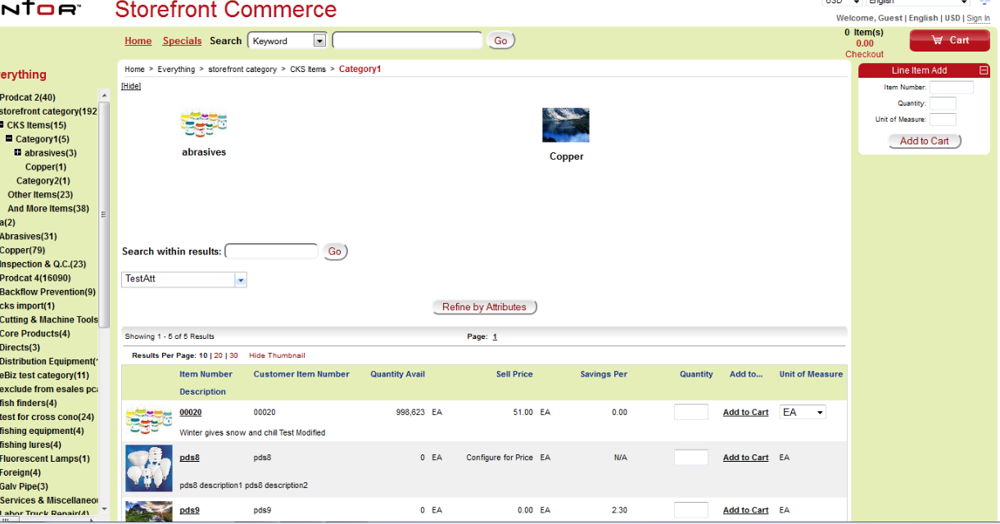 NTOR™
Storefront Commerce
USD
English
Welcome, Guest | English | USD | Sign In
Home Specials Search Keyword Go
0 Item(s)
0.00
Checkout
Cart
erything
Prodcat 2(40)
storefront category(192
CKS Items(15)
Category1(5)
abrasives(3)
Copper(1)
Category2(1)
Other Items(23)
And More Items(38)
a(2)
Abrasives(31)
Copper(79)
Inspection & Q.C.(23)
Prodcat 4(16090)
Backflow Prevention(9)
cks import(1)
Cutting & Machine Tools
Core Products(4)
Directs(3)
Distribution Equipment(
eBiz test category(11)
exclude from esales pc
fish finders(4)
test for cross cono(24)
fishing equipment(4)
fishing lures(4)
Fluorescent Lamps(1)
Foreign(4)
Galv Pipe(3)
Services & Miscellaneo
Labor Truck Repair(4)
Home > Everything > storefront category > CKS Items > Category1
[Hide]
abrasives
Copper
Search within results: Go
TestAtt
Refine by Attributes
Showing 1 - 5 of 5 Results Page: 1
Results Per Page: 10 | 20 | 30 Hide Thumbnail
Item Number Customer Item Number Quantity Avail Sell Price Savings Per Quantity Add to... Unit of Measure
Description
00020 00020 998,623 EA 51.00 EA 0.00 Add to Cart EA
Winter gives snow and chill Test Modified
pds8 pds8 0 EA Configure for Price EA N/A Add to Cart EA
pds8 description1 pds8 description2
pds9 pds9 0 EA 0.00 EA 2.30 Add to Cart EA
Line Item Add
Item Number:
Quantity:
Unit of Measure:
Add to Cart